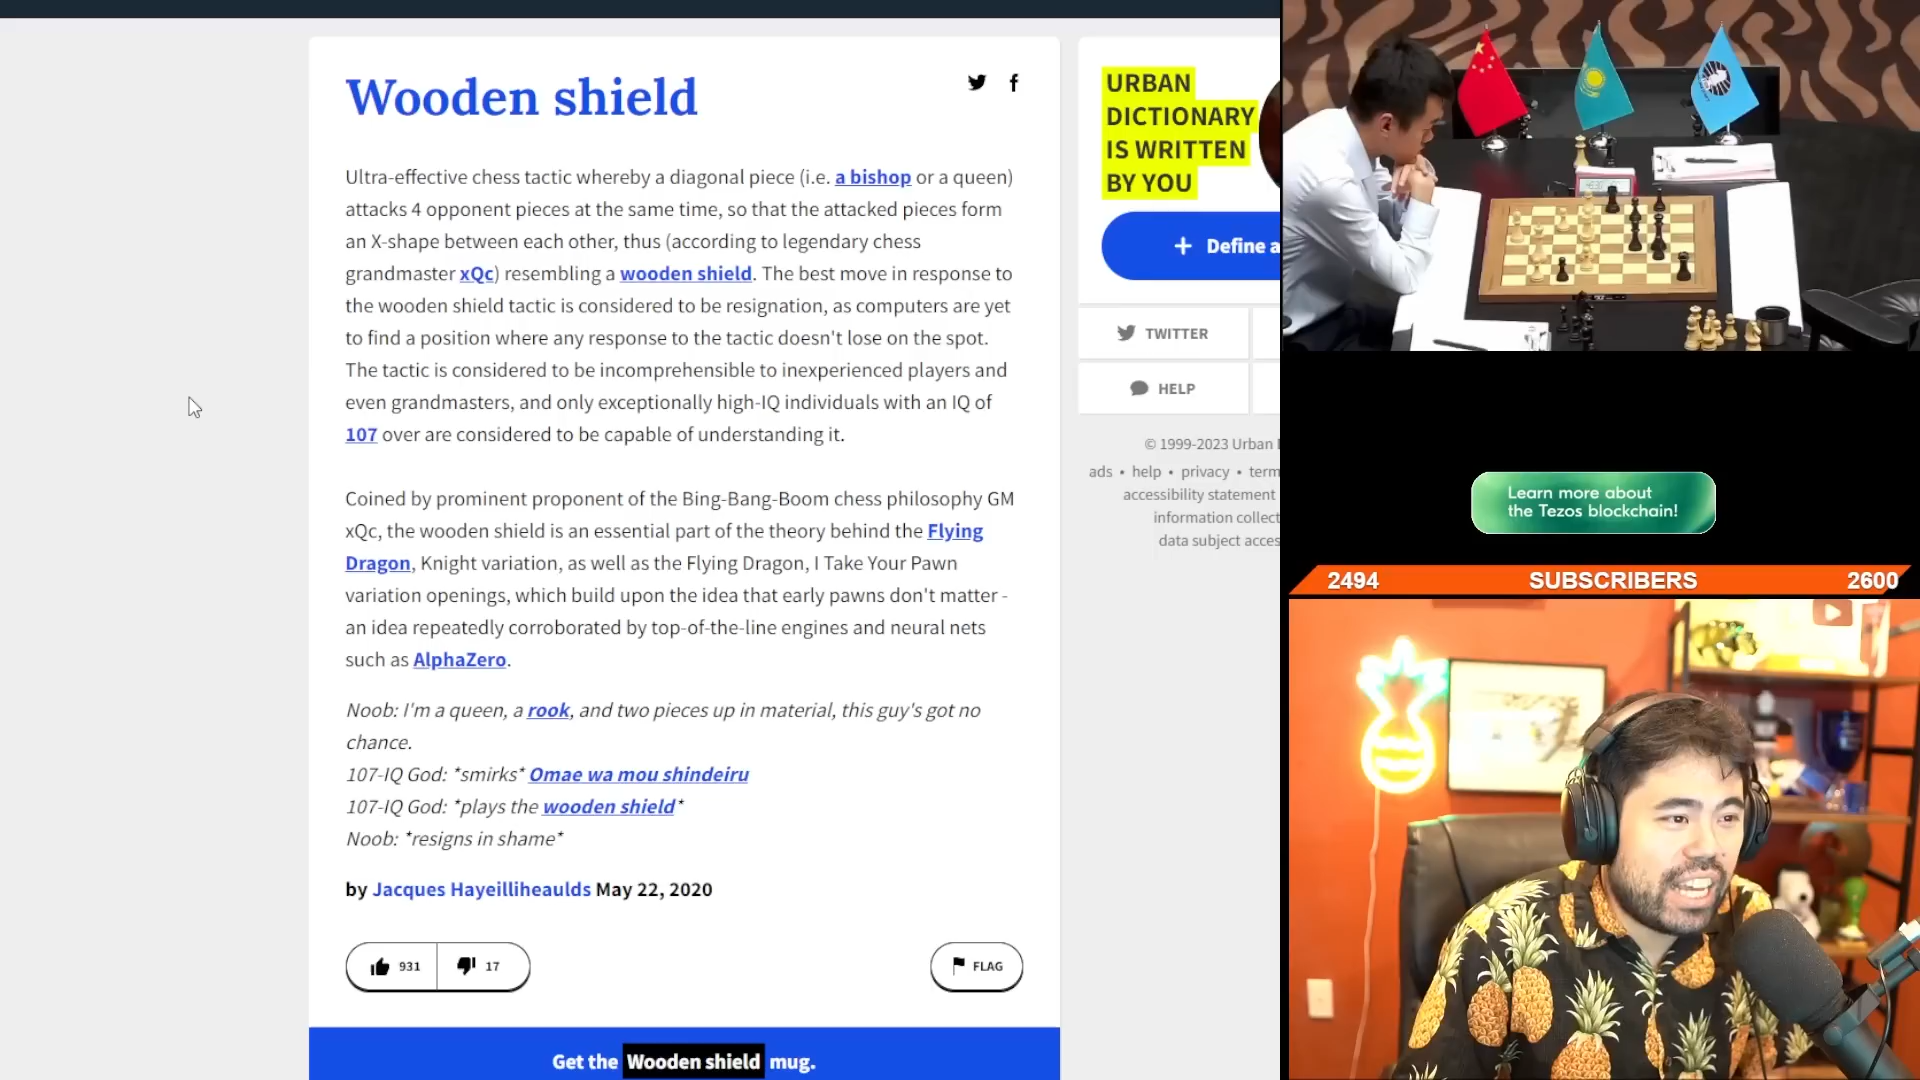 Wooden shield
Ultra-effective chess tactic whereby a diagonal piece (i.e. a bishop or a queen)
attacks 4 opponent pieces at the same time, so that the attacked pieces form
an X-shape between each other, thus (according to legendary chess
grandmaster xQc) resembling a wooden shield. The best move in response to
the wooden shield tactic is considered to be resignation, as computers are yet
to find a position where any response to the tactic doesn't lose on the spot.
The tactic is considered to be incomprehensible to inexperienced players and
even grandmasters, and only exceptionally high-IQ individuals with an IQ of
107 over are considered to be capable of understanding it.
Coined by prominent proponent of the Bing-Bang-Boom chess philosophy GM
xQc, the wooden shield is an essential part of the theory behind the Flying
Dragon, Knight variation, as well as the Flying Dragon, I Take Your Pawn
variation openings, which build upon the idea that early pawns don't matter -
an idea repeatedly corroborated by top-of-the-line engines and neural nets
such as AlphaZero.
Noob: I'm a queen, a rook, and two pieces up in material, this guy's got no
chance.
107-IQ God: *smirks* Omae wa mou shindeiru
107-IQ God: *plays the wooden shield*
Noob: *resigns in shame*
by Jacques Hayeilliheaulds May 22, 2020
931
17
FLAG
Get the Wooden shield mug.
URBAN
DICTIONARY
IS WRITTEN
BY YOU
+ Define a
TWITTER
HELP
© 1999-2023 Urban
ads • help • privacy • term
accessibility statement
information collect
data subject acces
Learn more about
the Tezos blockchain!
2494 SUBSCRIBERS 2600